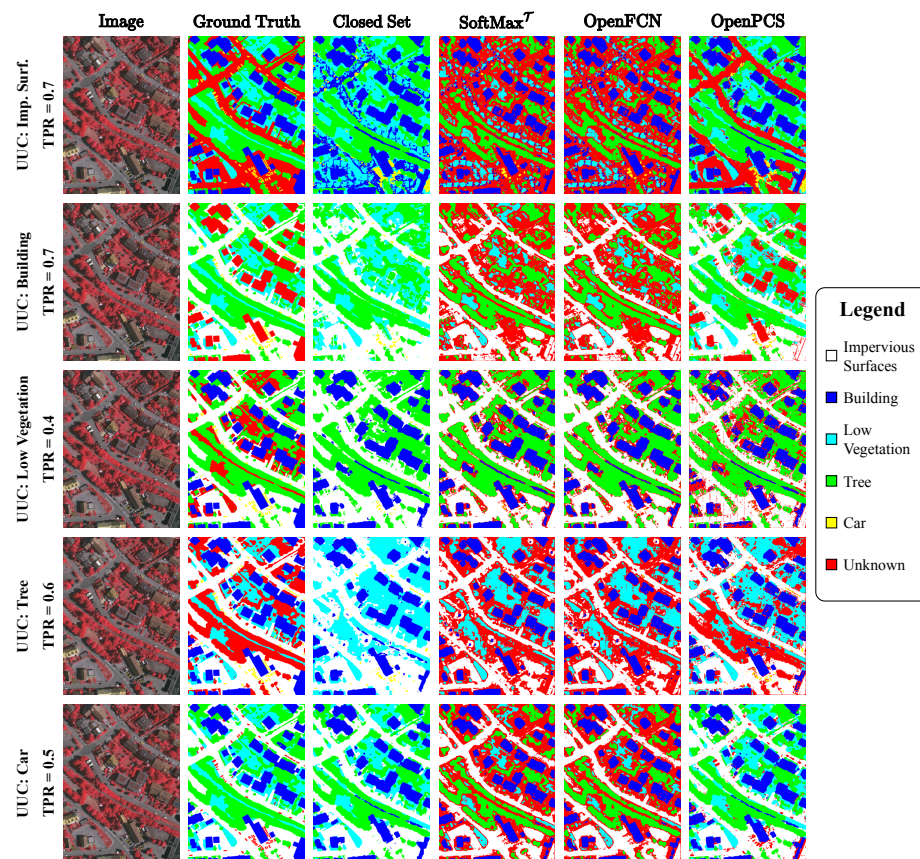 Image Ground Truth Closed Set SoftMax^𝒯 OpenFCN OpenPCS
UUC: Imp. Surf.
TPR = 0.7
UUC: Building
TPR = 0.7
UUC: Low Vegetation
TPR = 0.4
UUC: Tree
TPR = 0.6
UUC: Car
TPR = 0.5
Legend
Impervious
Surfaces
Building
Low
Vegetation
Tree
Car
Unknown